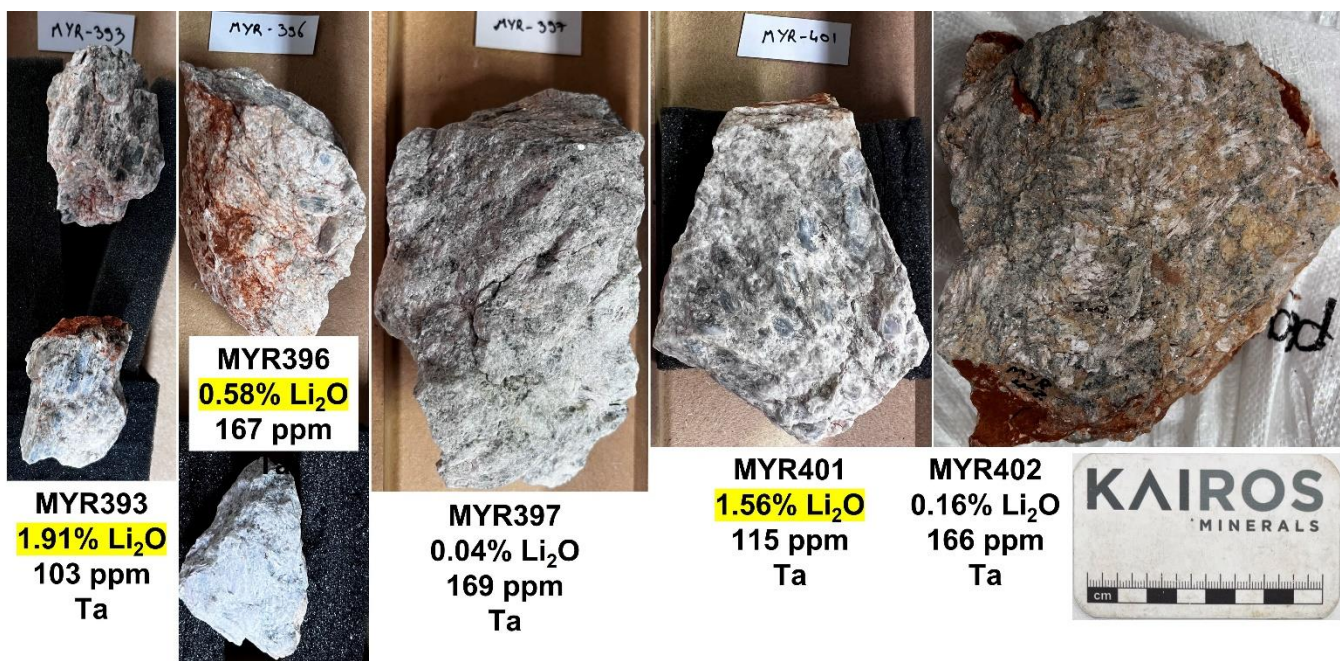 MYR-393
MYR-396
MYR-397
MYR-401
MYR393
1.91% Li₂O
103 ppm
Ta
MYR396
0.58% Li₂O
167 ppm
Ta
MYR397
0.04% Li₂O
169 ppm
Ta
MYR401
1.56% Li₂O
115 ppm
Ta
MYR402
0.16% Li₂O
166 ppm
Ta
KAIROS
MINERALS
cm